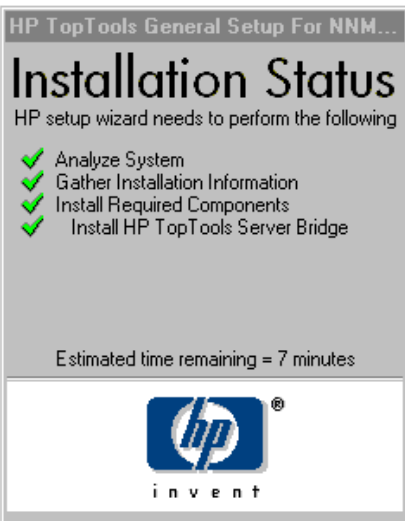 HP TopTools General Setup For NNM...
Installation Status
HP setup wizard needs to perform the following
Analyze System
Gather Installation Information
Install Required Components
Install HP TopTools Server Bridge
Estimated time remaining = 7 minutes
hp ®
invent